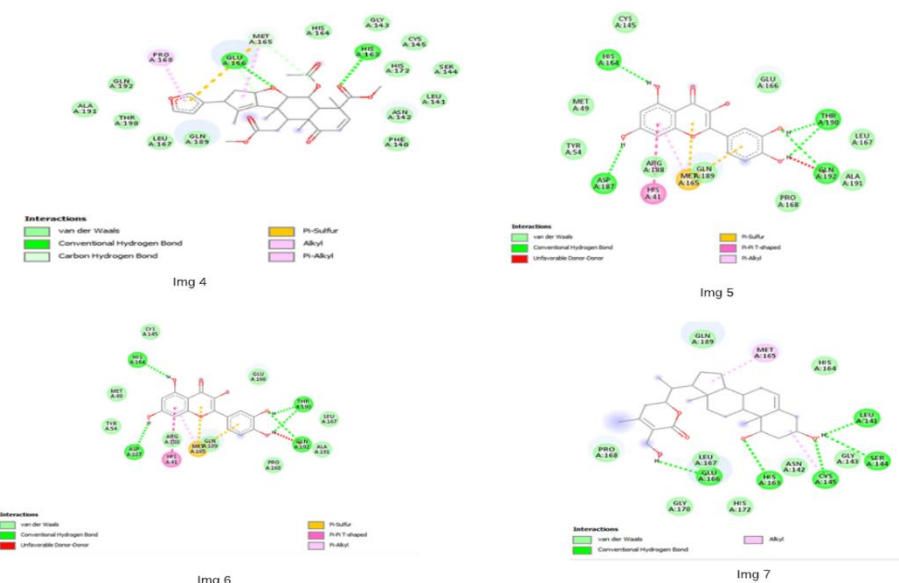 GLY
A:143
HIS
A:164
MET
A:165
CYS
A:145
HIS
A:163
PRO
A:168
GLU
A:166
HIS
A:172
SER
A:144
GLN
A:192
LEU
A:141
ALA
A:191
ASN
A:142
THR
A:190
LEU
A:167
GLN
A:189
PHE
A:140
Interactions
van der Waals
Conventional Hydrogen Bond
Carbon Hydrogen Bond
Pi-Sulfur
Alkyl
Pi-Alkyl
Img 4
CYS
A:145
HIS
A:164
GLU
A:166
MET
A:49
THR
A:190
LEU
A:167
TYR
A:54
ARG
A:188
GLN
A:189
GLN
A:192
ALA
A:191
ASP
A:187
MET
A:165
HIS
A:41
PRO
A:168
H
H
H
H
Interactions
van der Waals
Conventional Hydrogen Bond
Unfavorable Donor-Donor
Pi-Sulfur
Pi-Pi T-shaped
Pi-Alkyl
Img 5
CYS
A:145
TYR
A:54
LEU
A:167
ALA
A:191
Interactions
van der Waals
Conventional Hydrogen Bond
Unfavorable Donor-Donor
Pi-Sulfur
Pi-Pi T-shaped
Pi-Alkyl
Img 6
GLN
A:189
MET
A:165
HIS
A:164
LEU
A:141
PRO
A:168
LEU
A:167
GLU
A:166
ASN
A:142
GLY
A:143
SER
A:144
HIS
A:163
CYS
A:145
GLY
A:170
HIS
A:172
Interactions
van der Waals
Conventional Hydrogen Bond
Alkyl
Img 7